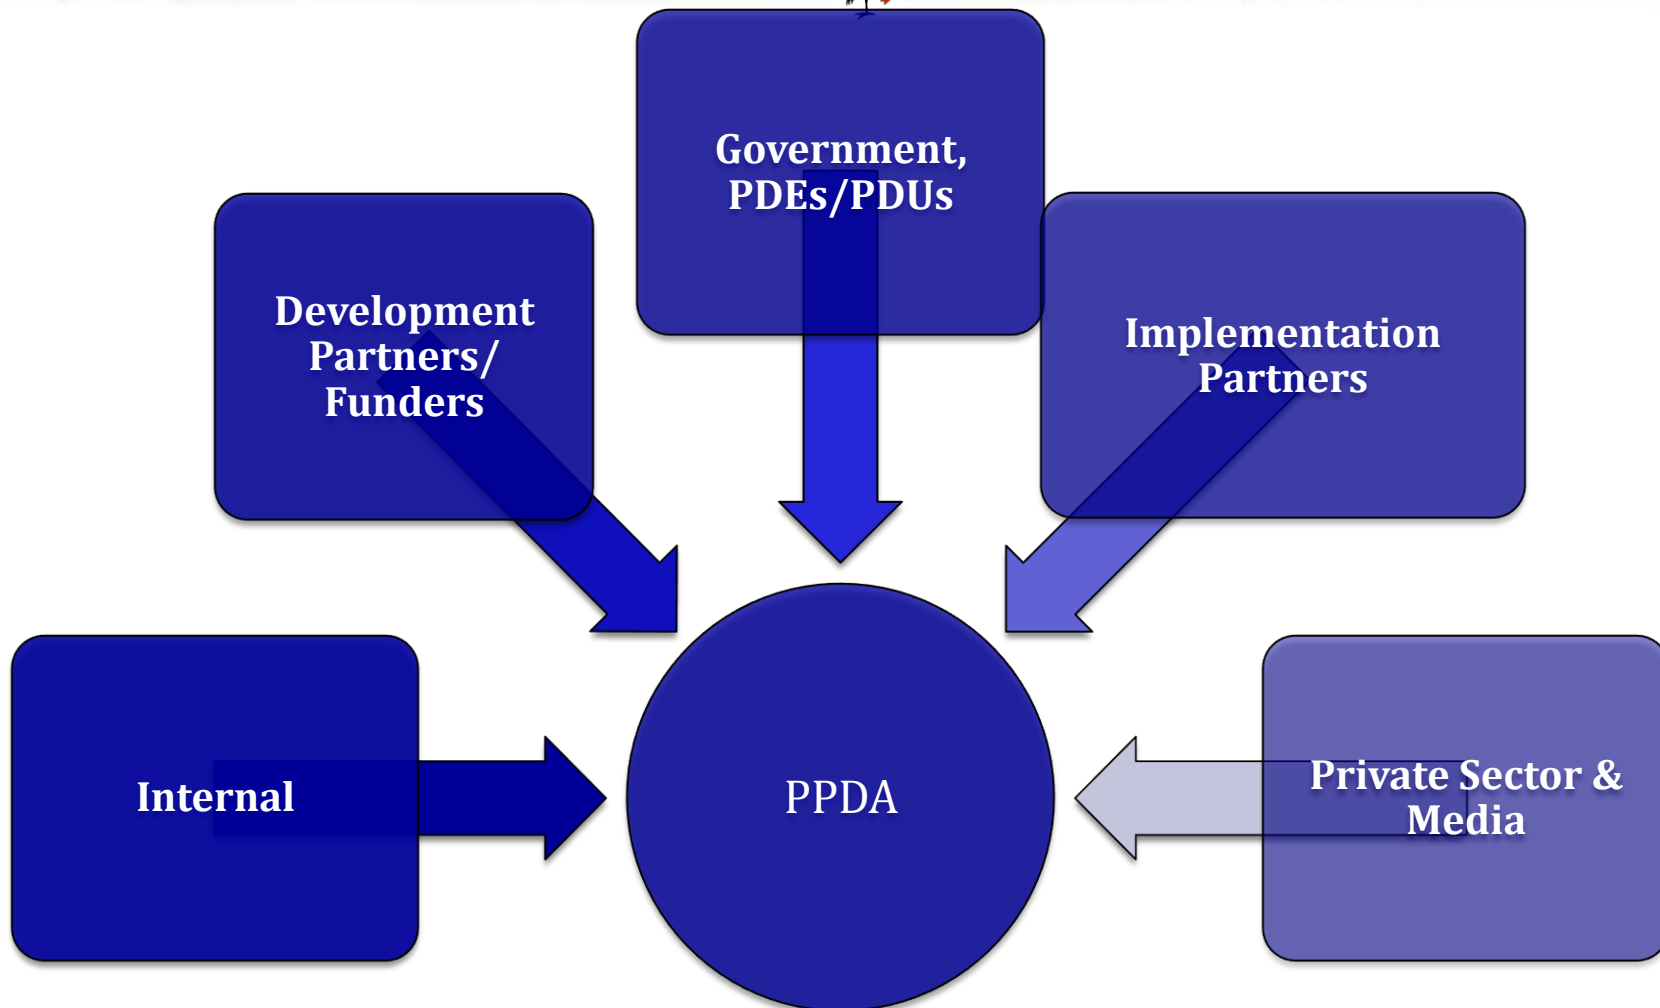 Government,
PDEs/PDUs
Development
Partners/
Funders
Implementation
Partners
Internal
PPDA
Private Sector &
Media